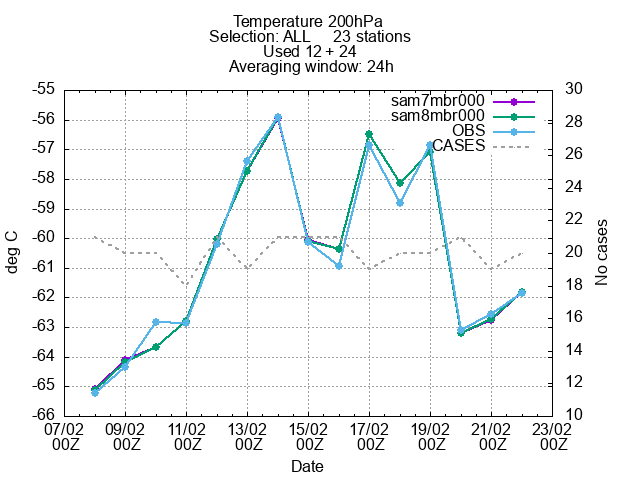 Temperature 200hPa
Selection: ALL 23 stations
Used 12 + 24
Averaging window: 24h
sam7mbr000
sam8mbr000
OBS
CASES
deg C
-55
-56
-57
-58
-59
-60
-61
-62
-63
-64
-65
-66
No cases
30
28
26
24
22
20
18
16
14
12
10
07/02 09/02 11/02 13/02 15/02 17/02 19/02 21/02 23/02
00Z 00Z 00Z 00Z 00Z 00Z 00Z 00Z 00Z
Date